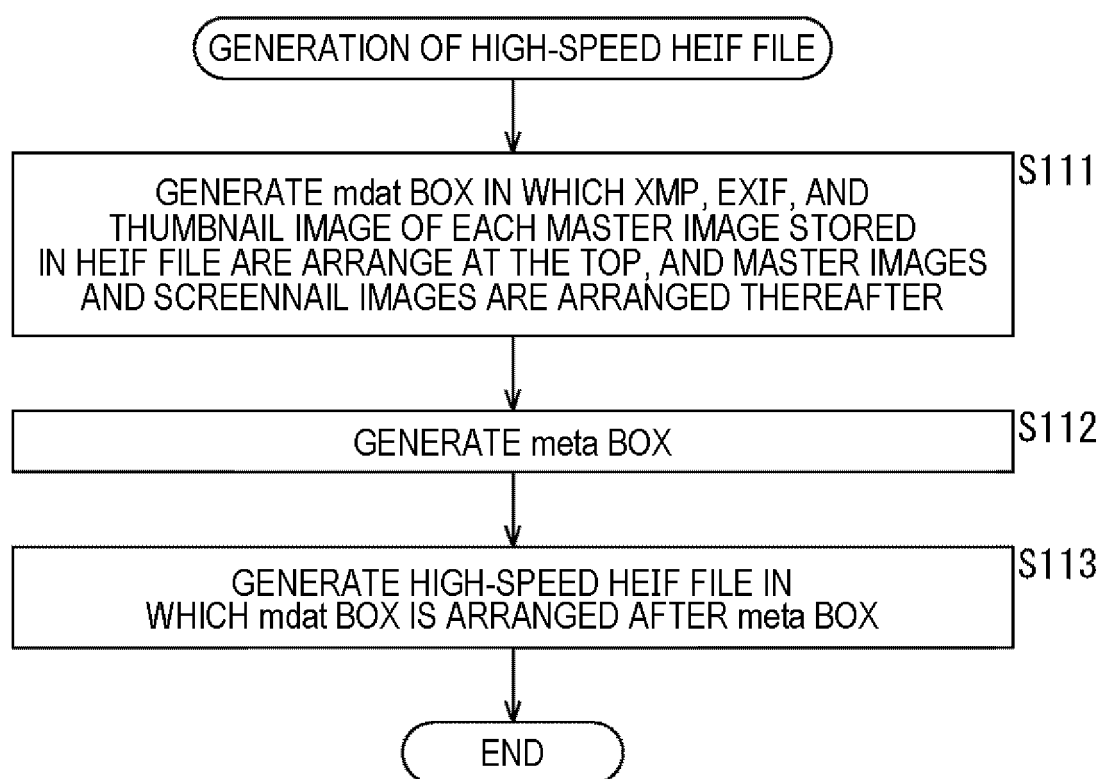 GENERATION OF HIGH-SPEED HEIF FILE
S111
GENERATE mdat BOX IN WHICH XMP, EXIF, AND
THUMBNAIL IMAGE OF EACH MASTER IMAGE STORED
IN HEIF FILE ARE ARRANGE AT THE TOP, AND MASTER IMAGES
AND SCREENNAIL IMAGES ARE ARRANGED THEREAFTER
S112
GENERATE meta BOX
S113
GENERATE HIGH-SPEED HEIF FILE IN
WHICH mdat BOX IS ARRANGED AFTER meta BOX
END